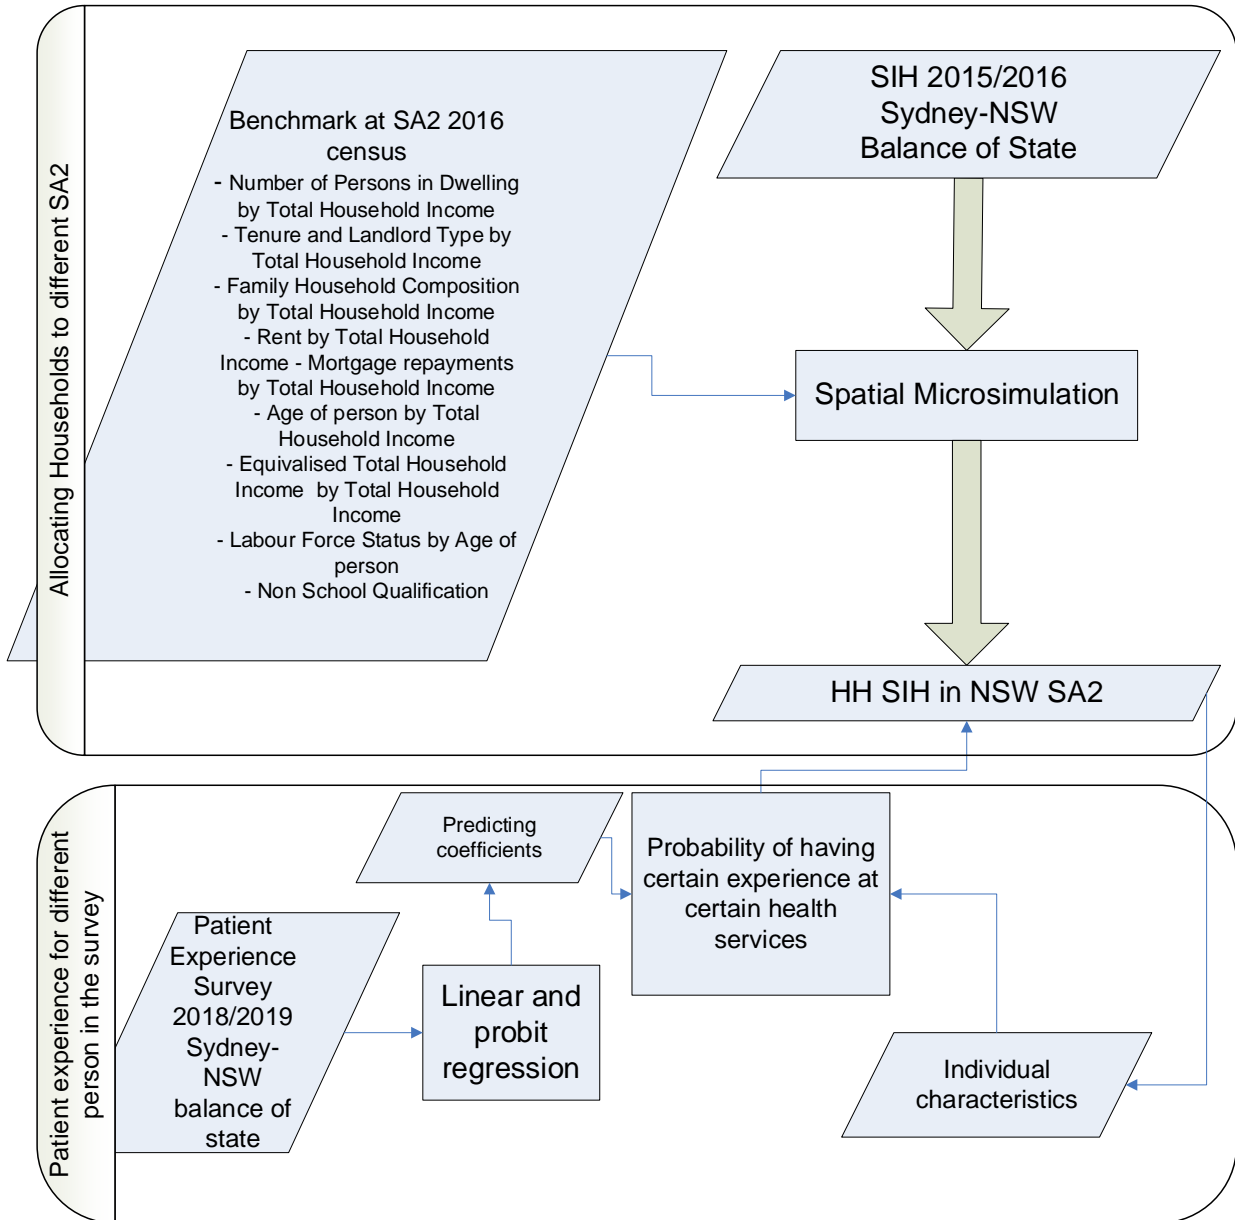 Allocating Households to different SA2
Benchmark at SA2 2016
census
- Number of Persons in Dwelling
by Total Household Income
- Tenure and Landlord Type by
Total Household Income
- Family Household Composition
by Total Household Income
- Rent by Total Household
Income - Mortgage repayments
by Total Household Income
- Age of person by Total
Household Income
- Equivalised Total Household
Income by Total Household
Income
- Labour Force Status by Age of
person
- Non School Qualification
SIH 2015/2016
Sydney-NSW
Balance of State
Spatial Microsimulation
HH SIH in NSW SA2
Patient experience for different
person in the survey
Patient
Experience
Survey
2018/2019
Sydney-
NSW
balance of
state
Linear and
probit
regression
Predicting
coefficients
Probability of having
certain experience at
certain health
services
Individual
characteristics